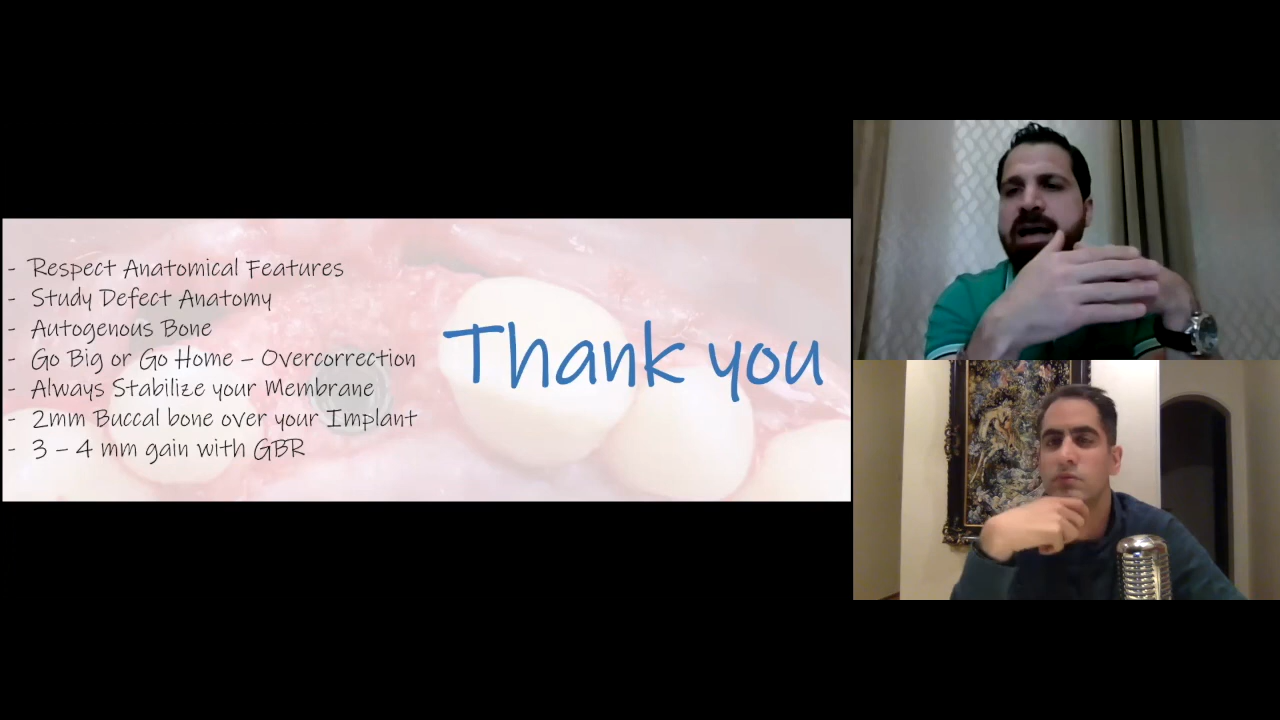 - Respect Anatomical Features
- Study Defect Anatomy
- Autogenous Bone
- Go Big or Go Home – Overcorrection
- Always Stabilize your Membrane
- 2mm Buccal bone over your Implant
- 3 – 4 mm gain with GBR
Thank you